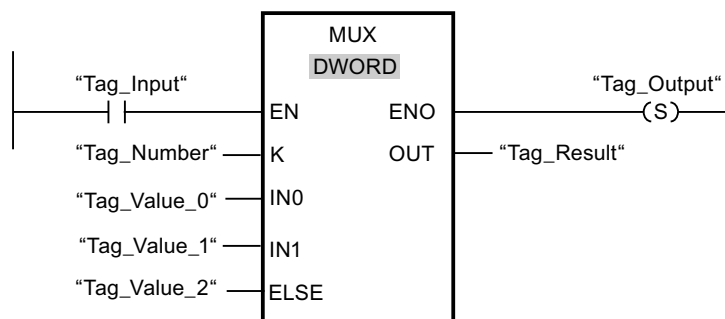 MUX
DWORD
“Tag_Input“
“Tag_Output“
EN
ENO
(S)
“Tag_Number“
K
OUT
“Tag_Result“
“Tag_Value_0“
IN0
“Tag_Value_1“
IN1
“Tag_Value_2“
ELSE